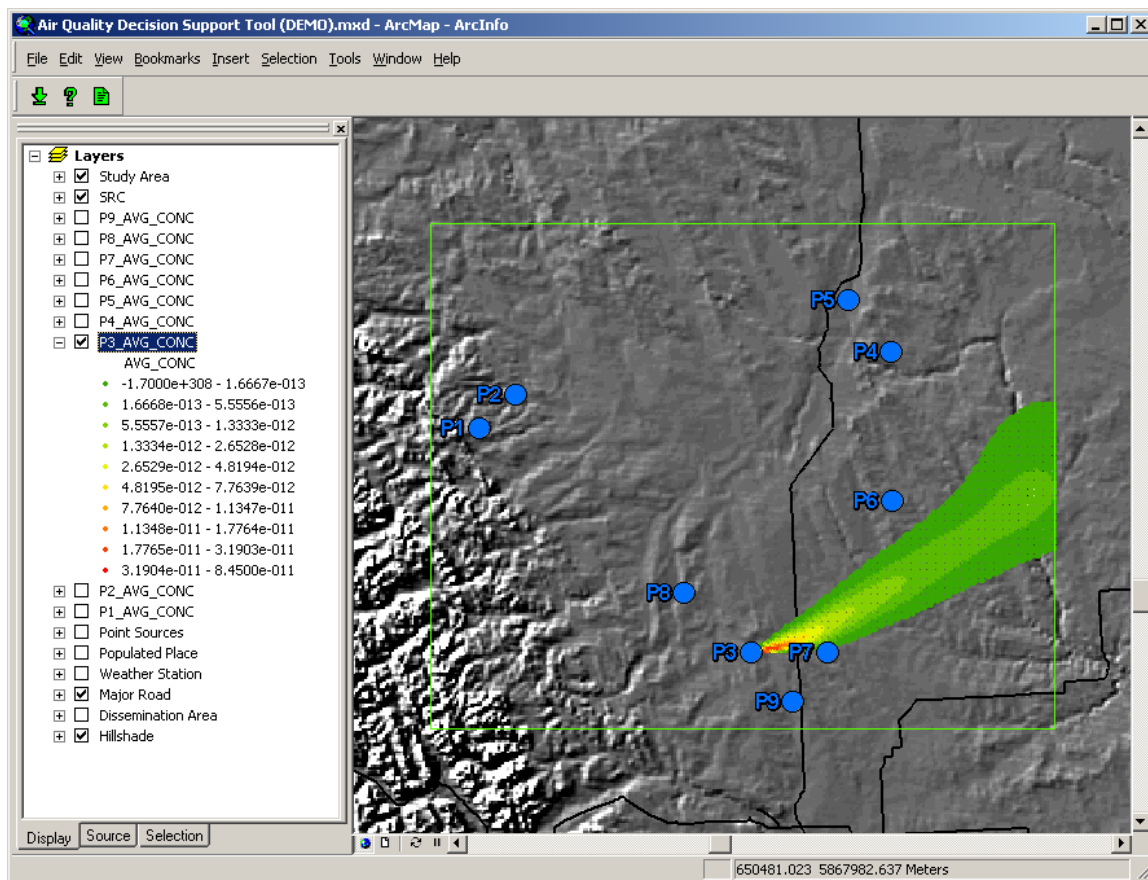 Air Quality Decision Support Tool (DEMO).mxd - ArcMap - ArcInfo
File Edit View Bookmarks Insert Selection Tools Window Help
Layers
Study Area
SRC
P9_AVG_CONC
P8_AVG_CONC
P7_AVG_CONC
P6_AVG_CONC
P5_AVG_CONC
P4_AVG_CONC
P3_AVG_CONC
AVG_CONC
-1.7000e+308 - 1.6667e-013
1.6668e-013 - 5.5556e-013
5.5557e-013 - 1.3333e-012
1.3334e-012 - 2.6528e-012
2.6529e-012 - 4.8194e-012
4.8195e-012 - 7.7639e-012
7.7640e-012 - 1.1347e-011
1.1348e-011 - 1.7764e-011
1.7765e-011 - 3.1903e-011
3.1904e-011 - 8.4500e-011
P2_AVG_CONC
P1_AVG_CONC
Point Sources
Populated Place
Weather Station
Major Road
Dissemination Area
Hillshade
Display Source Selection
P5
P4
P2
P1
P6
P8
P3 P7
P9
650481.023 5867982.637 Meters